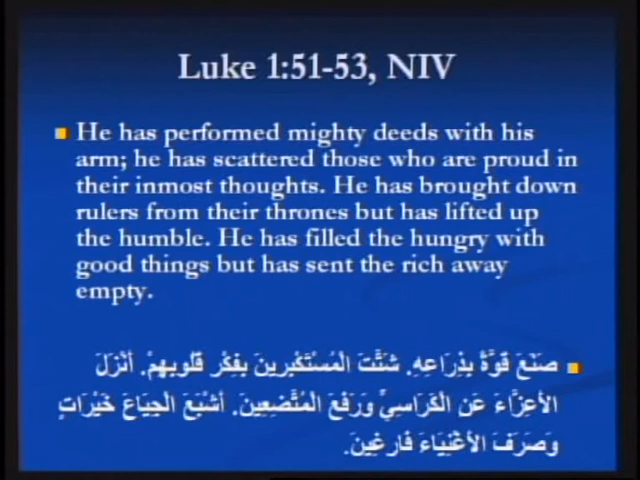 Luke 1:51-53, NIV
He has performed mighty deeds with his
arm; he has scattered those who are proud in
their inmost thoughts. He has brought down
rulers from their thrones but has lifted up
the humble. He has filled the hungry with
good things but has sent the rich away
empty.
صَنَعَ قُوَّةً بِذِرَاعِهِ. شَتَّتَ الْمُسْتَكْبِرِينَ بِفِكْرِ قُلُوبِهِمْ. أَنْزَلَ
الأَعِزَّاءَ عَنِ الْكَرَاسِيِّ وَرَفَعَ الْمُتَّضِعِينَ. أَشْبَعَ الْجِيَاعَ خَيْرَاتٍ
وَصَرَفَ الأَغْنِيَاءَ فَارِغِينَ.